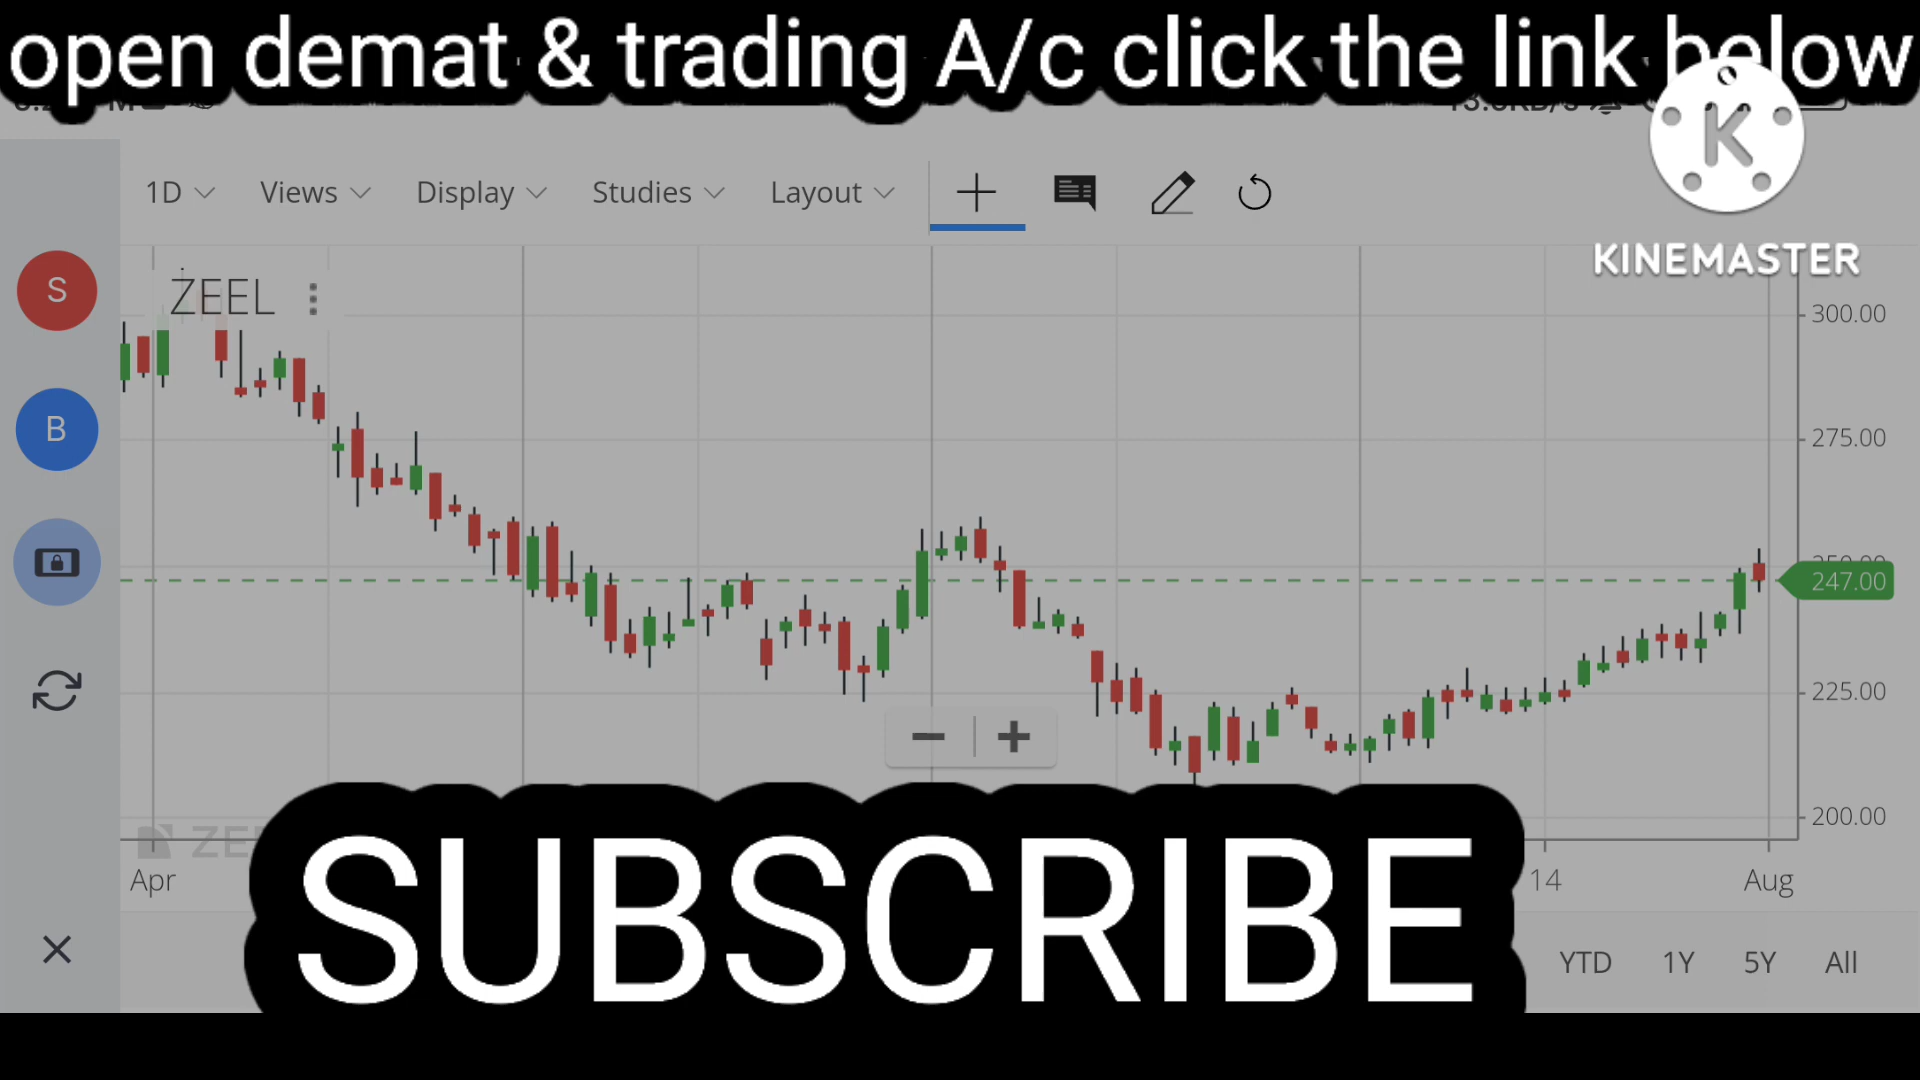 open demat & trading A/c click the link below
K
KINEMASTER
1D Views Display Studies Layout
S
ZEEL
300.00
B
275.00
247.00
225.00
200.00
Apr 14 Aug
SUBSCRIBE
YTD 1Y 5Y All